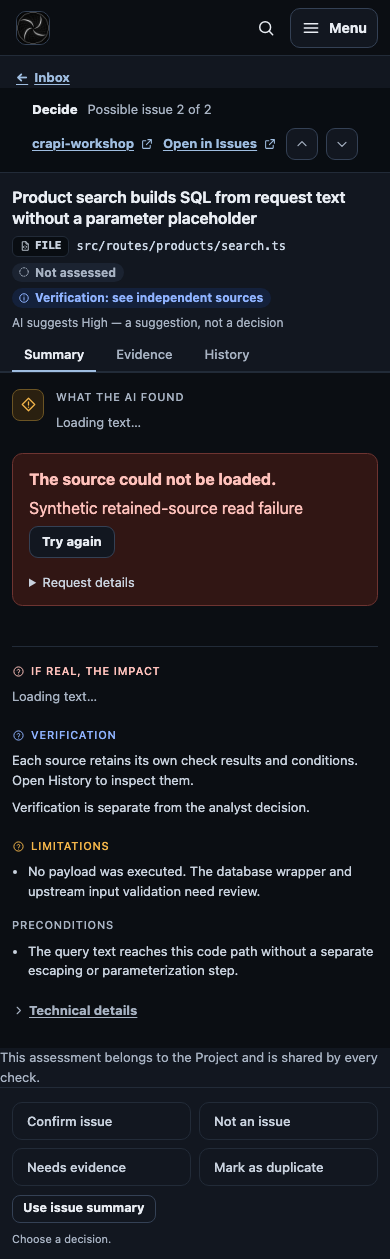 Menu
← Inbox
Decide Possible issue 2 of 2
crapi-workshop Open in Issues
Product search builds SQL from request text
without a parameter placeholder
FILE src/routes/products/search.ts
Not assessed
Verification: see independent sources
AI suggests High — a suggestion, not a decision
Summary Evidence History
WHAT THE AI FOUND
Loading text...
The source could not be loaded.
Synthetic retained-source read failure
Try again
Request details
IF REAL, THE IMPACT
Loading text...
VERIFICATION
Each source retains its own check results and conditions.
Open History to inspect them.
Verification is separate from the analyst decision.
LIMITATIONS
• No payload was executed. The database wrapper and
upstream input validation need review.
PRECONDITIONS
• The query text reaches this code path without a separate
escaping or parameterization step.
Technical details
This assessment belongs to the Project and is shared by every
check.
Confirm issue Not an issue
Needs evidence Mark as duplicate
Use issue summary
Choose a decision.